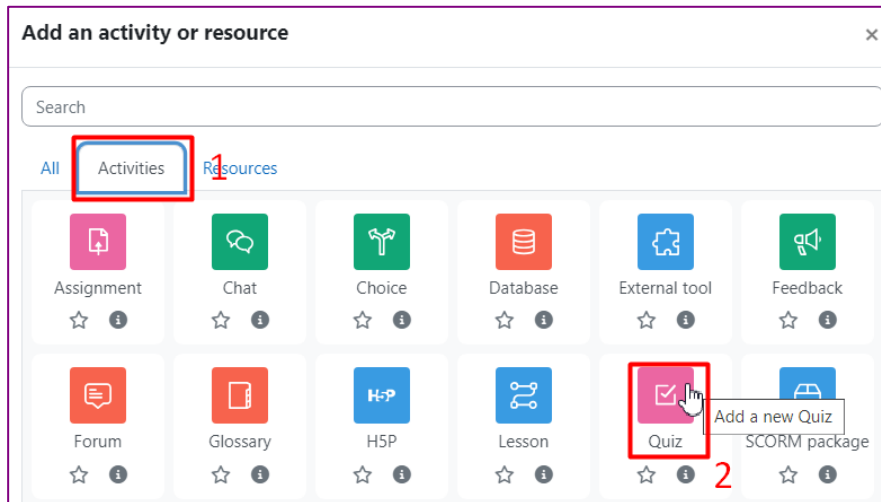 Add an activity or resource ×
Search
All Activities 1 Resources
Assignment Chat Choice Database External tool Feedback
Forum Glossary H5P Lesson Quiz SCORM package
H5P
Add a new Quiz
2